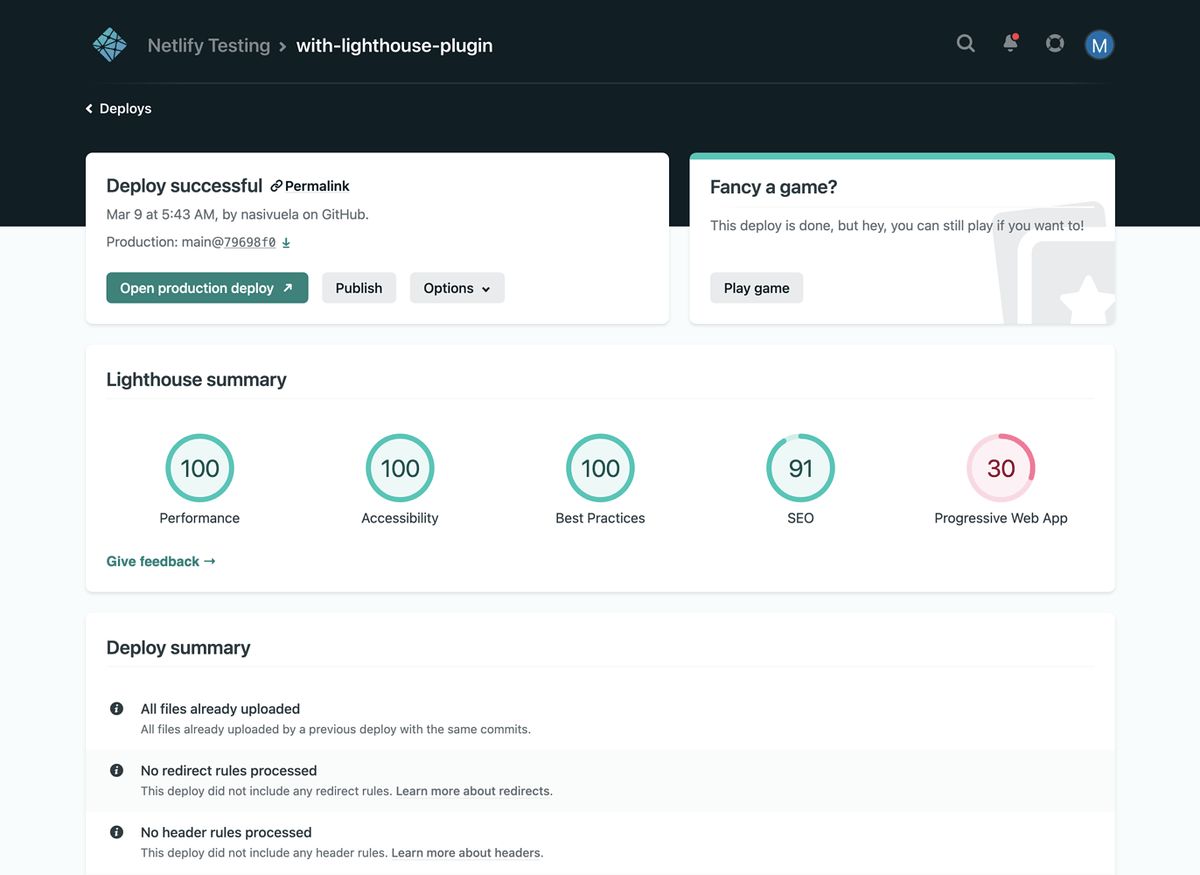 Netlify Testing › with-lighthouse-plugin
M
Deploys
Deploy successful Permalink
Mar 9 at 5:43 AM, by nasivuela on GitHub.
Production: main@79698f0
Open production deploy
Publish
Options
Fancy a game?
This deploy is done, but hey, you can still play if you want to!
Play game
Lighthouse summary
100
Performance
100
Accessibility
100
Best Practices
91
SEO
30
Progressive Web App
Give feedback →
Deploy summary
All files already uploaded
All files already uploaded by a previous deploy with the same commits.
No redirect rules processed
This deploy did not include any redirect rules. Learn more about redirects.
No header rules processed
This deploy did not include any header rules. Learn more about headers.